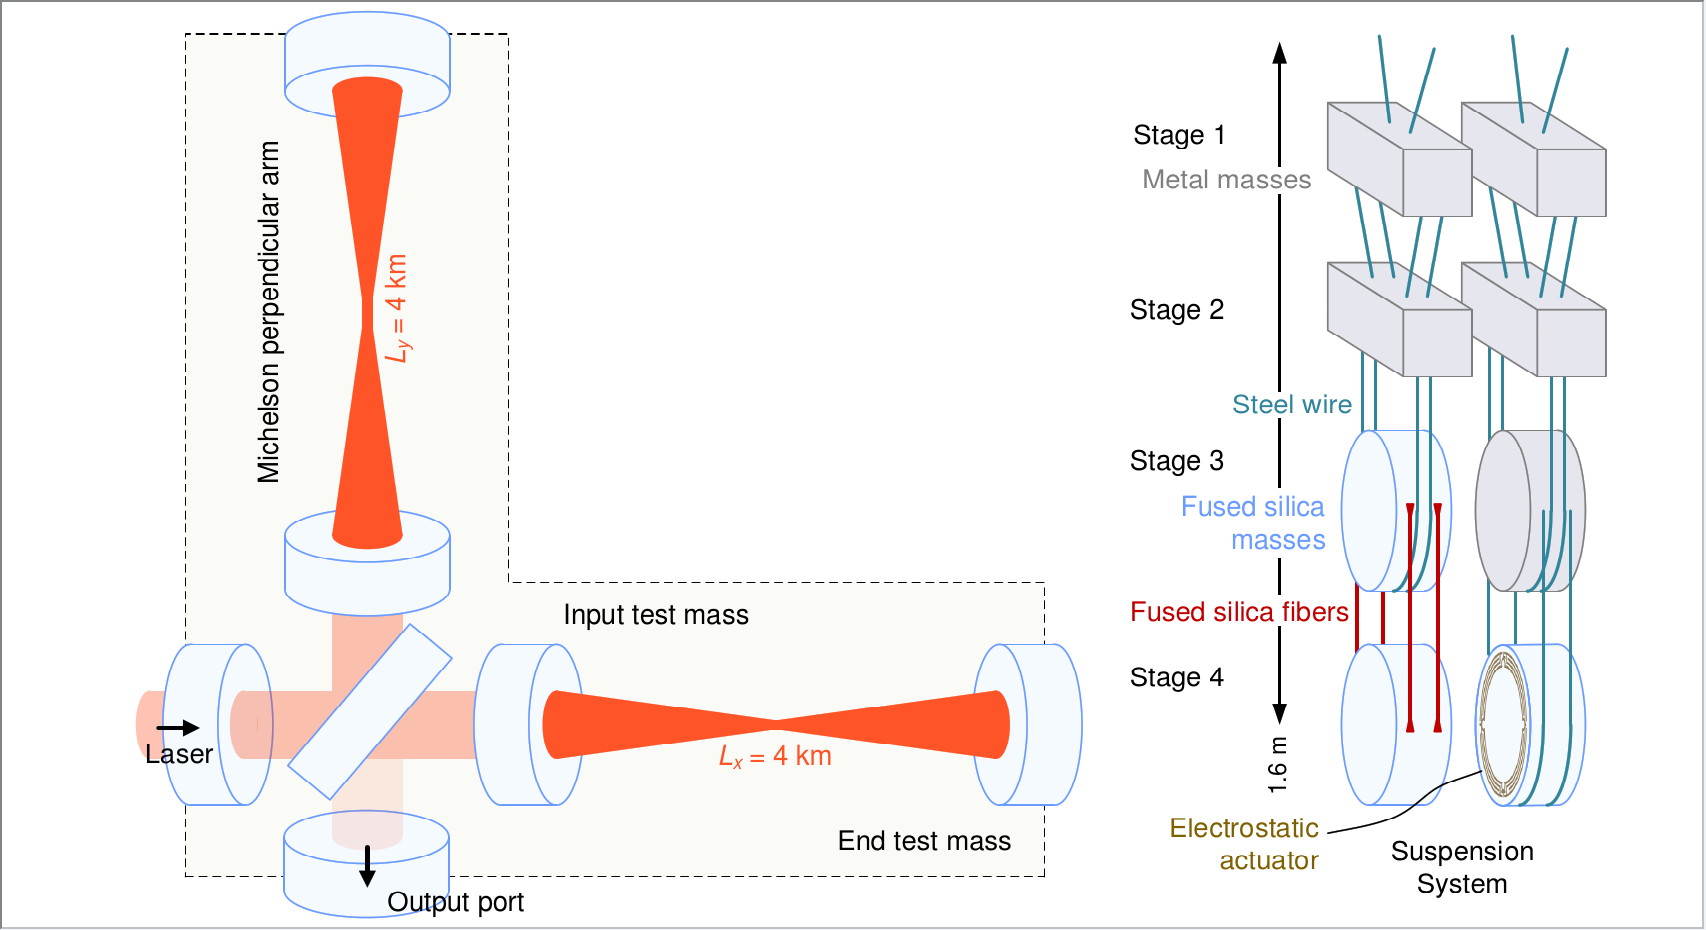 Michelson perpendicular arm
Ly = 4 km
Input test mass
Laser
Lx = 4 km
End test mass
Output port
Stage 1
Metal masses
Stage 2
Steel wire
Stage 3
Fused silica
masses
Fused silica fibers
Stage 4
1.6 m
Electrostatic
actuator
Suspension
System